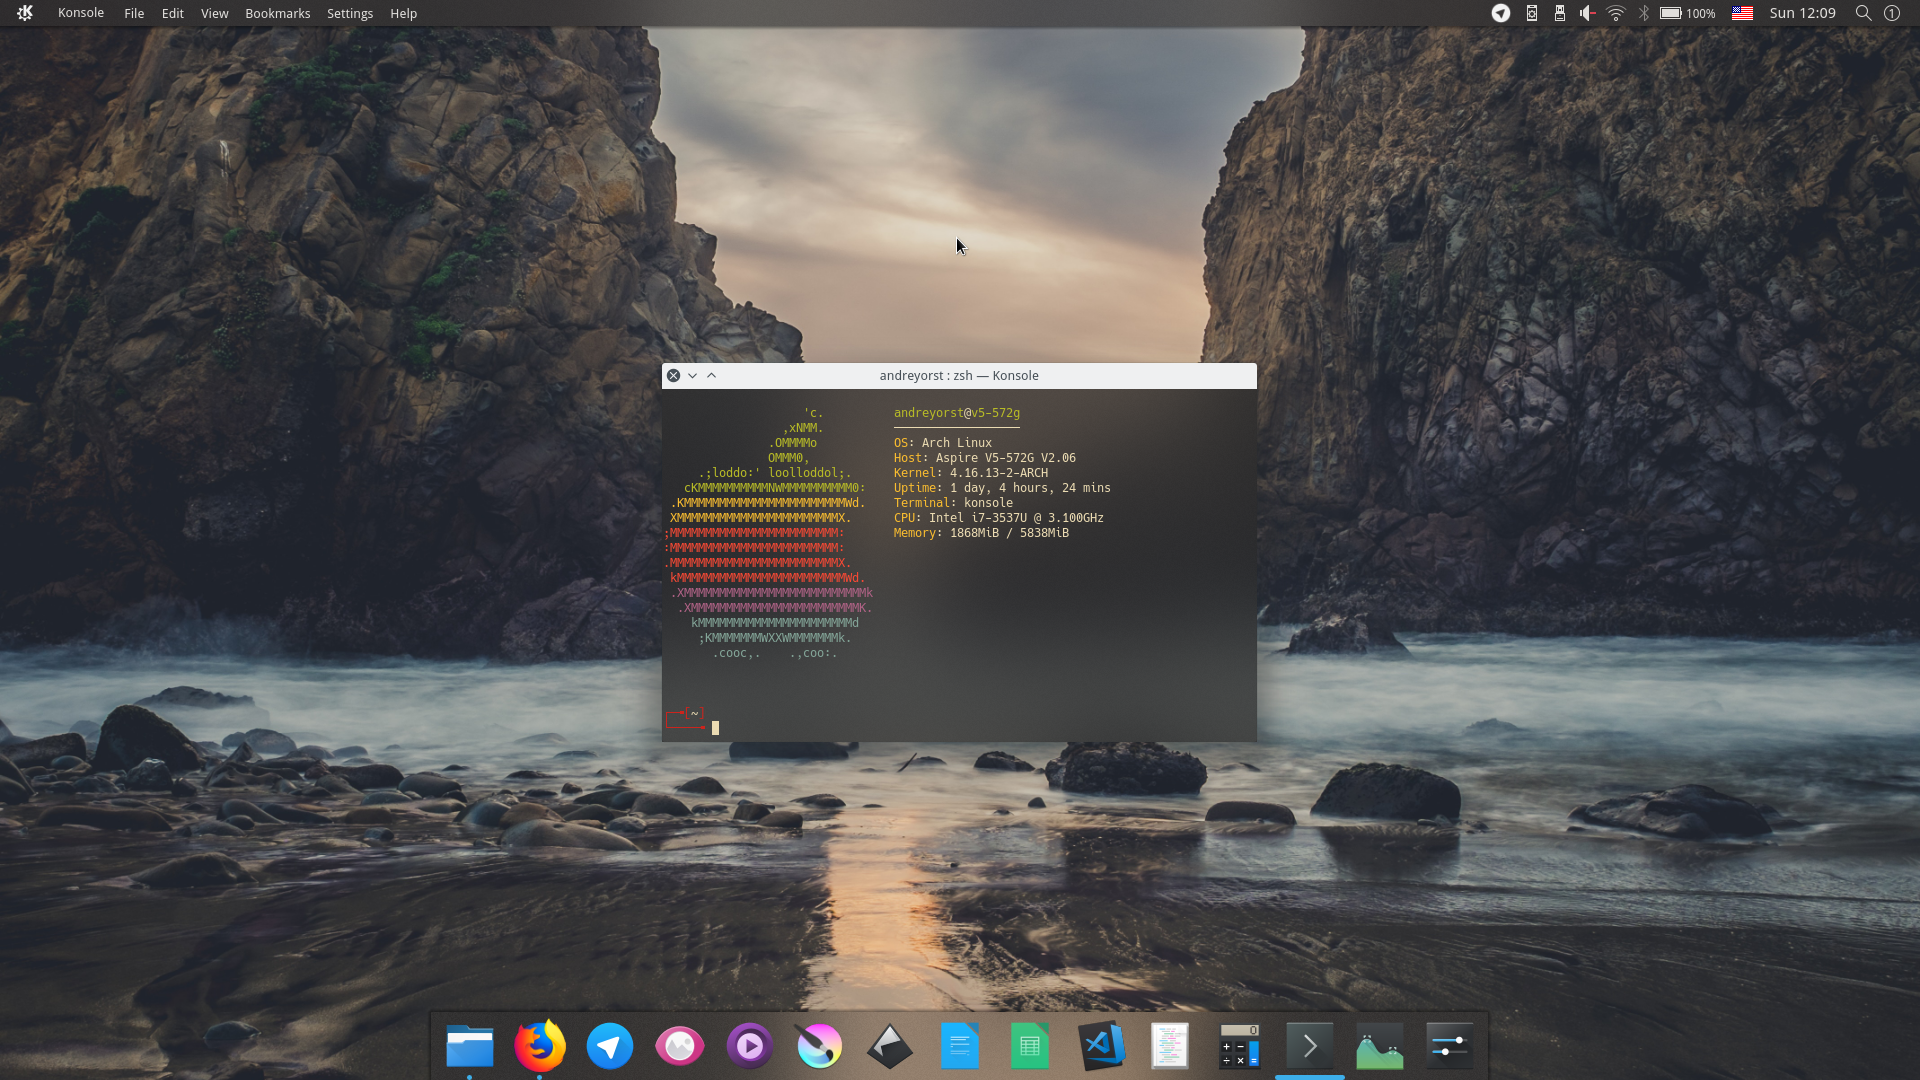 Konsole File Edit View Bookmarks Settings Help
100% Sun 12:09 1
andreyorst : zsh — Konsole
'c.
,xNMM.
.OMMMMo
OMMM0,
.;loddo:' loolloddol;.
cKMMMMMMMMMMNWMMMMMMMMMM0:
.KMMMMMMMMMMMMMMMMMMMMMMMWd.
XMMMMMMMMMMMMMMMMMMMMMMMX.
;MMMMMMMMMMMMMMMMMMMMMMMM:
:MMMMMMMMMMMMMMMMMMMMMMMM:
.MMMMMMMMMMMMMMMMMMMMMMMMX.
kMMMMMMMMMMMMMMMMMMMMMMMMWd.
.XMMMMMMMMMMMMMMMMMMMMMMMMMMk
.XMMMMMMMMMMMMMMMMMMMMMMMMK.
kMMMMMMMMMMMMMMMMMMMMMMd
;KMMMMMMMWXXWMMMMMMMk.
.cooc,. .,coo:.
andreyorst@v5-572g
OS: Arch Linux
Host: Aspire V5-572G V2.06
Kernel: 4.16.13-2-ARCH
Uptime: 1 day, 4 hours, 24 mins
Terminal: konsole
CPU: Intel i7-3537U @ 3.100GHz
Memory: 1868MiB / 5838MiB
[~]
0